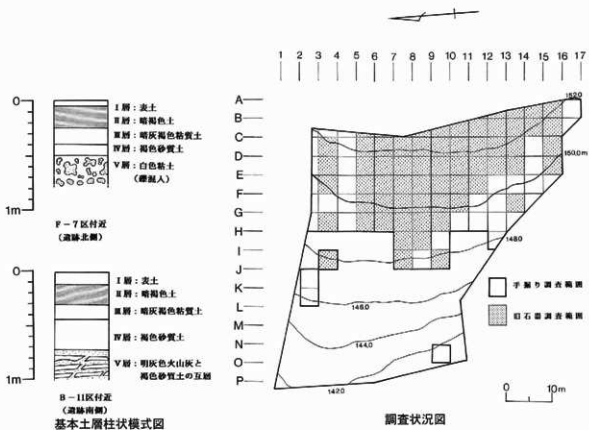 0
1m
I層：表土
II層：暗褐色土
III層：暗灰褐色粘質土
IV層：褐色砂質土
V層：白色粘土
(礫混入)
F-7区付近
(遺跡北側)
0
1m
I層：表土
II層：暗褐色土
III層：暗灰褐色粘質土
IV層：褐色砂質土
V層：明灰色火山灰と
褐色砂質土の互層
B-11区付近
(遺跡南側)
基本土層柱状模式図
1 2 3 4 5 6 7 8 9 10 11 12 13 14 15 16 17
A
B
C
D
E
F
G
H
I
J
K
L
M
N
O
P
152.0
150.0m
148.0
146.0
144.0
142.0
手掘り調査範囲
旧石器調査範囲
0 10m
調査状況図